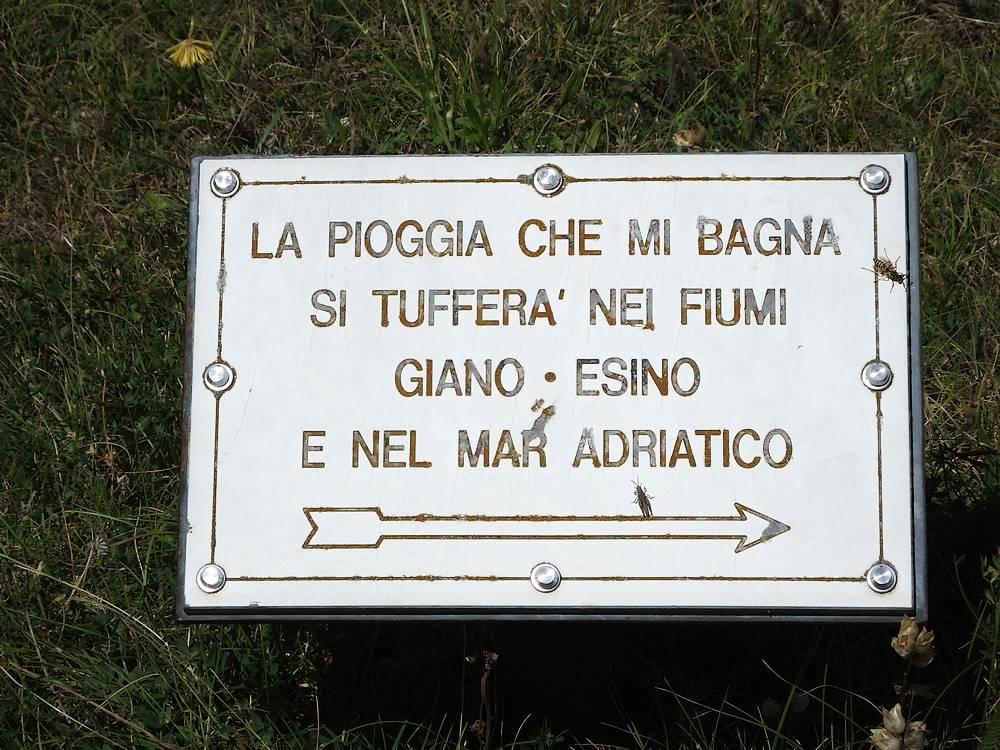 LA PIOGGIA CHE MI BAGNA
SI TUFFERA' NEI FIUMI
GIANO • ESINO
E NEL MAR ADRIATICO